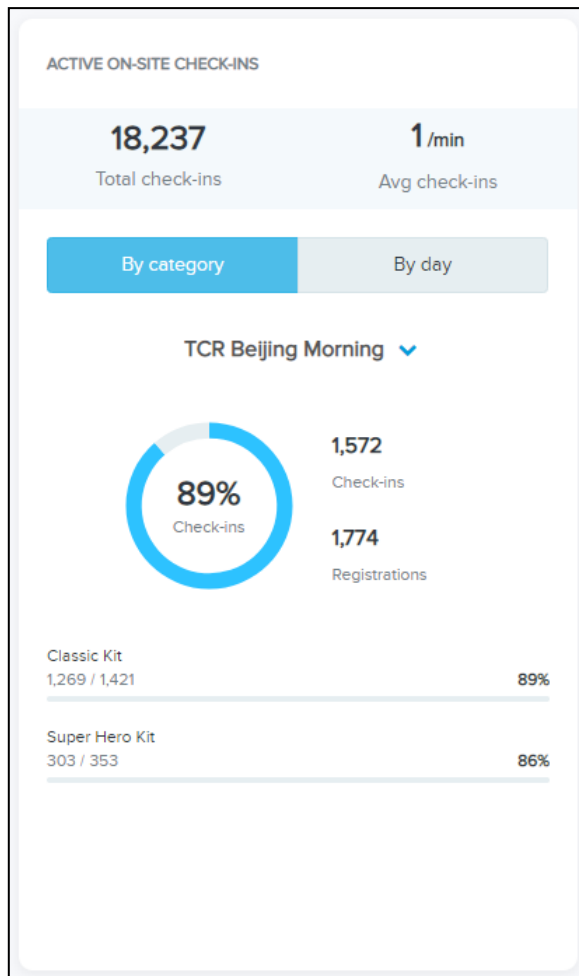 ACTIVE ON-SITE CHECK-INS
18,237
Total check-ins
1 /min
Avg check-ins
By category
By day
TCR Beijing Morning
89%
Check-ins
1,572
Check-ins
1,774
Registrations
Classic Kit
1,269 / 1,421
89%
Super Hero Kit
303 / 353
86%